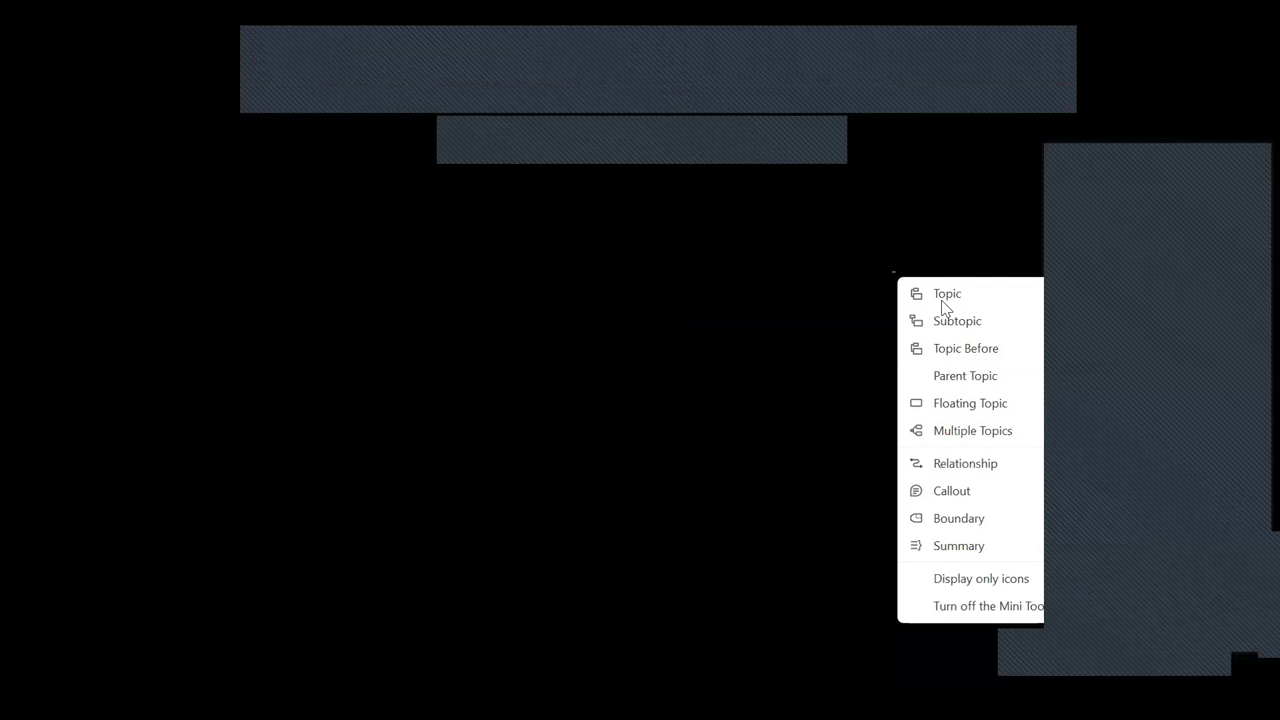 Topic
Subtopic
Topic Before
Parent Topic
Floating Topic
Multiple Topics
Relationship
Callout
Boundary
Summary
Display only icons
Turn off the Mini Too